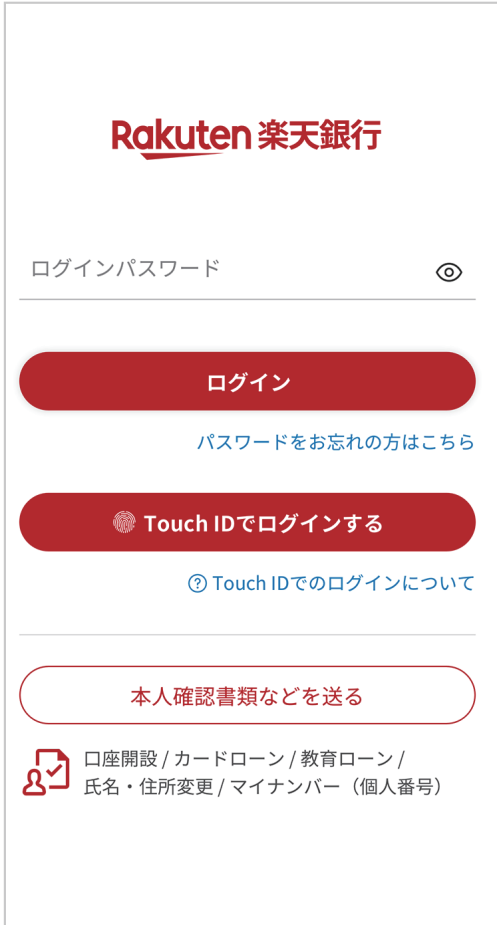 Rakuten 楽天銀行
ログインパスワード
ログイン
パスワードをお忘れの方はこちら
Touch IDでログインする
? Touch IDでのログインについて
本人確認書類などを送る
口座開設 / カードローン / 教育ローン /
氏名・住所変更 / マイナンバー（個人番号）